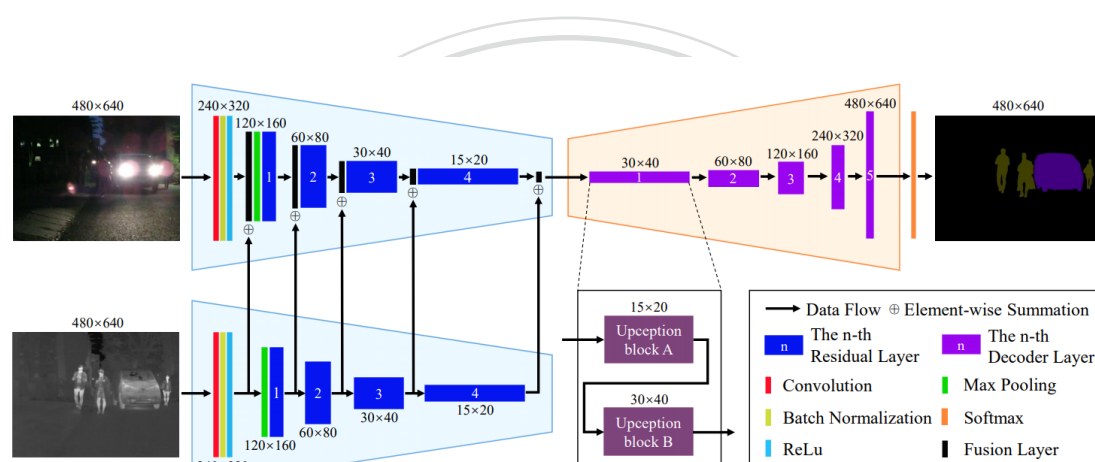 480×640
240×320
120×160
60×80
30×40
15×20
1
2
3
4
⊕
⊕
⊕
⊕
⊕
30×40
60×80
120×160
240×320
480×640
1
2
3
4
5
480×640
480×640
1
2
3
4
120×160
60×80
30×40
15×20
15×20
Upception
block A
30×40
Upception
block B
Data Flow
⊕ Element-wise Summation
n
The n-th
Residual Layer
n
The n-th
Decoder Layer
Convolution
Max Pooling
Batch Normalization
Softmax
ReLu
Fusion Layer